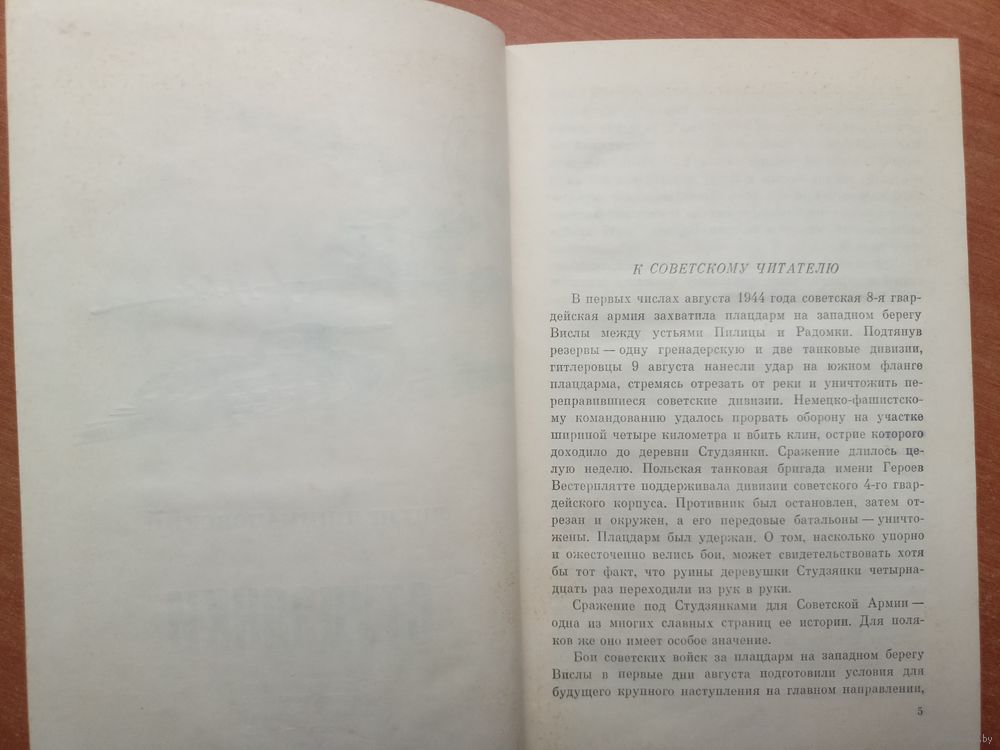 К СОВЕТСКОМУ ЧИТАТЕЛЮ
В первых числах августа 1944 года советская 8-я гвар-
дейская армия захватила плацдарм на западном берегу
Вислы между устьями Пилицы и Радомки. Подтянув
резервы — одну гренадерскую и две танковые дивизии,
гитлеровцы 9 августа нанесли удар на южном фланге
плацдарма, стремясь отрезать от реки и уничтожить пе-
реправившиеся советские дивизии. Немецко-фашистско-
му командованию удалось прорвать оборону на участке
шириной четыре километра и вбить клин, острие которого
доходило до деревни Студзянки. Сражение длилось це-
лую неделю. Польская танковая бригада имени Героев
Вестерплятте поддерживала дивизии советского 4-го гвар-
дейского корпуса. Противник был остановлен, затем от-
резан и окружен, а его передовые батальоны — уничто-
жены. Плацдарм был удержан. О том, насколько упорно
и ожесточенно велись бои, может свидетельствовать хотя
бы тот факт, что руины деревушки Студзянки четырна-
дцать раз переходили из рук в руки.
Сражение под Студзянками для Советской Армии —
одна из многих славных страниц ее истории. Для поля-
ков же оно имеет особое значение.
Бои советских войск за плацдарм на западном берегу
Вислы в первые дни августа подготовили условия для
будущего крупного наступления на главном направлении,
5